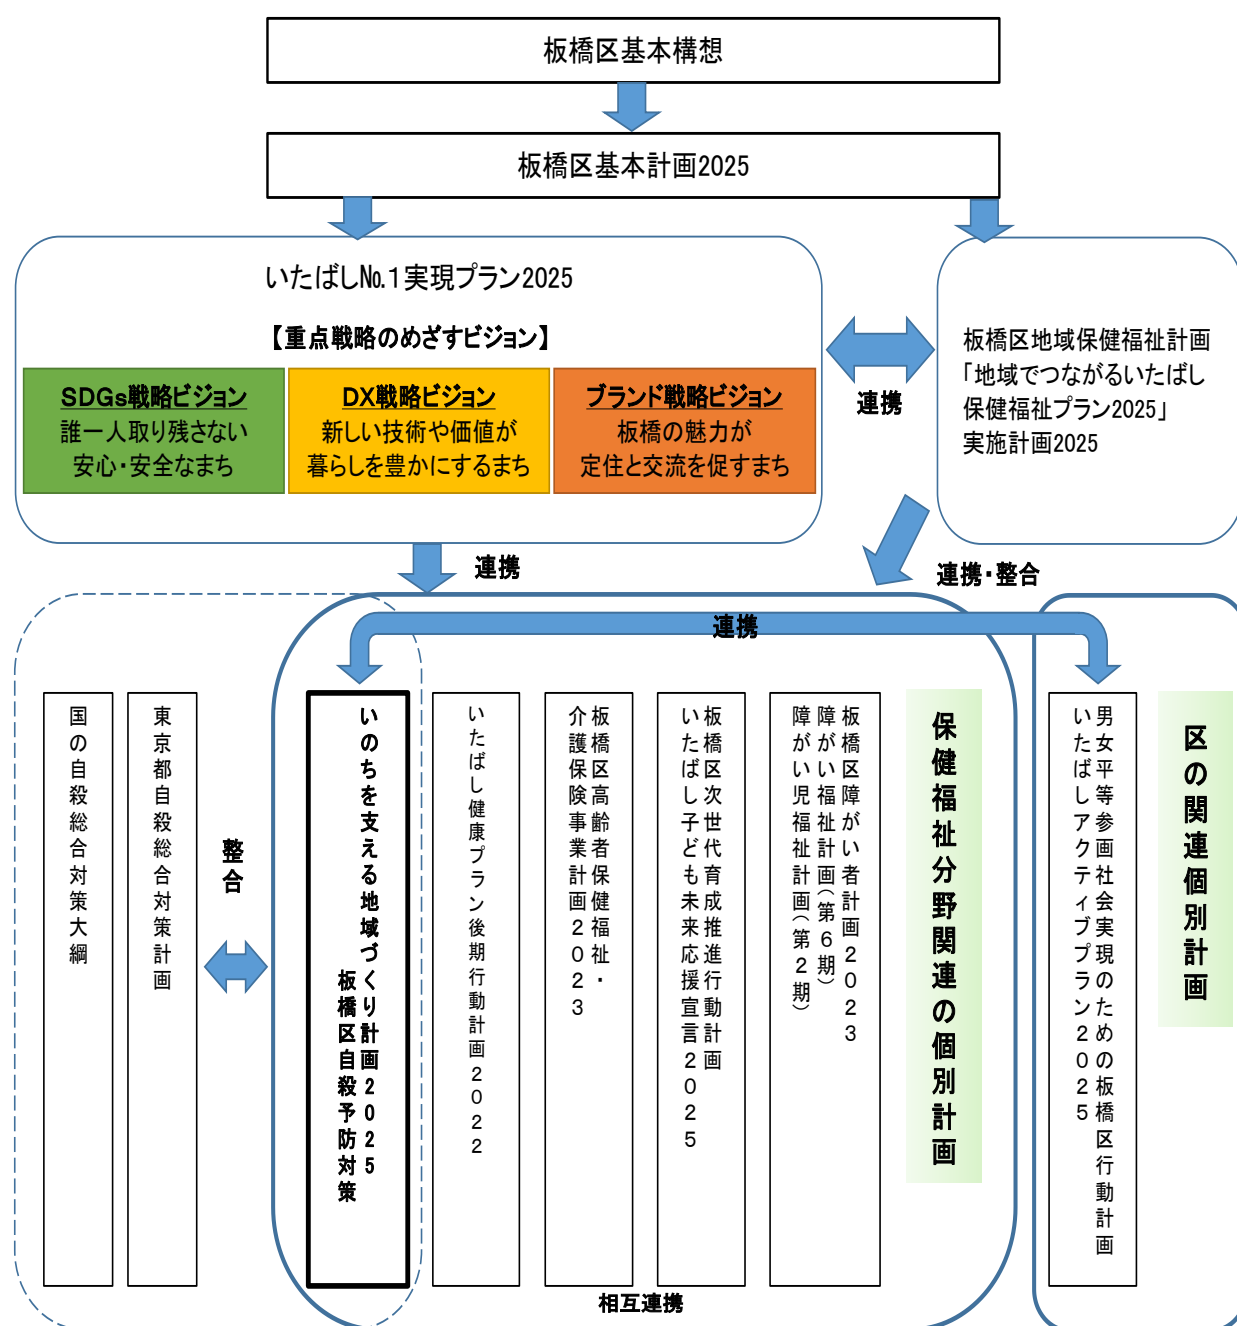 板橋区基本構想
板橋区基本計画2025
いたばし№1実現プラン2025
【重点戦略のめざすビジョン】
SDGs戦略ビジョン
誰一人取り残さない
安心・安全なまち
DX戦略ビジョン
新しい技術や価値が
暮らしを豊かにするまち
ブランド戦略ビジョン
板橋の魅力が
定住と交流を促すまち
連携
板橋区地域保健福祉計画
「地域でつながるいたばし
保健福祉プラン2025」
実施計画2025
連携
連携・整合
連携
国の自殺総合対策大綱
東京都自殺総合対策計画
整合
いのちを支える地域づくり計画2025
板橋区自殺予防対策
いたばし健康プラン後期行動計画2022
板橋区高齢者保健福祉・
介護保険事業計画2023
板橋区次世代育成推進行動計画
いたばし子ども未来応援宣言2025
板橋区障がい者計画2023
障がい福祉計画（第6期）
障がい児福祉計画（第2期）
保健福祉分野関連の個別計画
男女平等参画社会実現のための板橋区行動計画
いたばしアクティブプラン2025
区の関連個別計画
相互連携